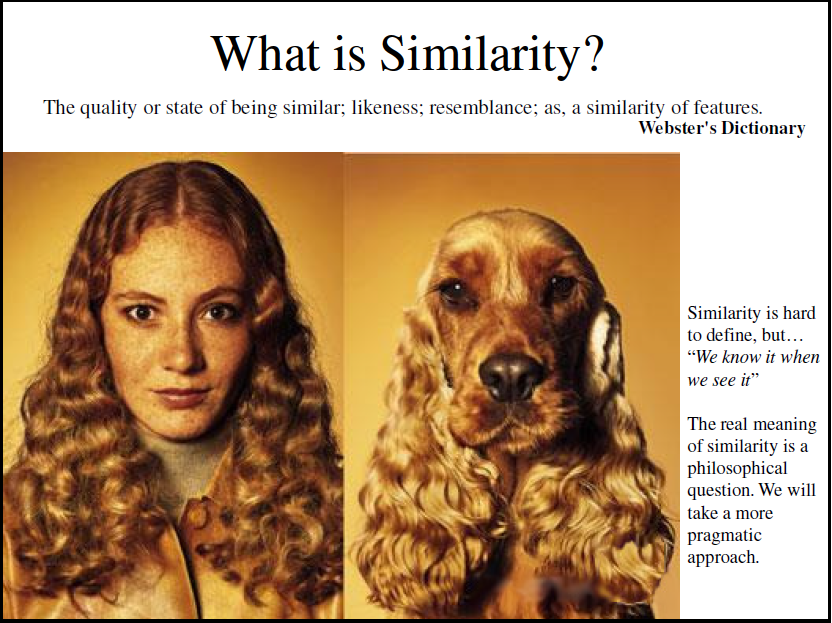 What is Similarity?
The quality or state of being similar; likeness; resemblance; as, a similarity of features.
Webster's Dictionary
Similarity is hard
to define, but…
“We know it when
we see it”
The real meaning
of similarity is a
philosophical
question. We will
take a more
pragmatic
approach.